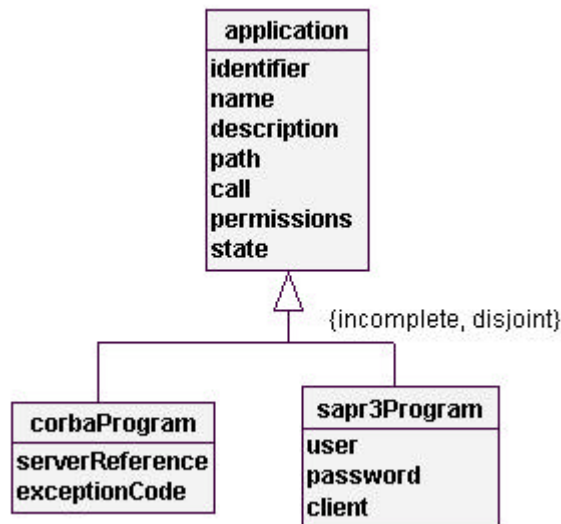 application
identifier
name
description
path
call
permissions
state
{incomplete, disjoint}
corbaProgram
serverReference
exceptionCode
sapr3Program
user
password
client